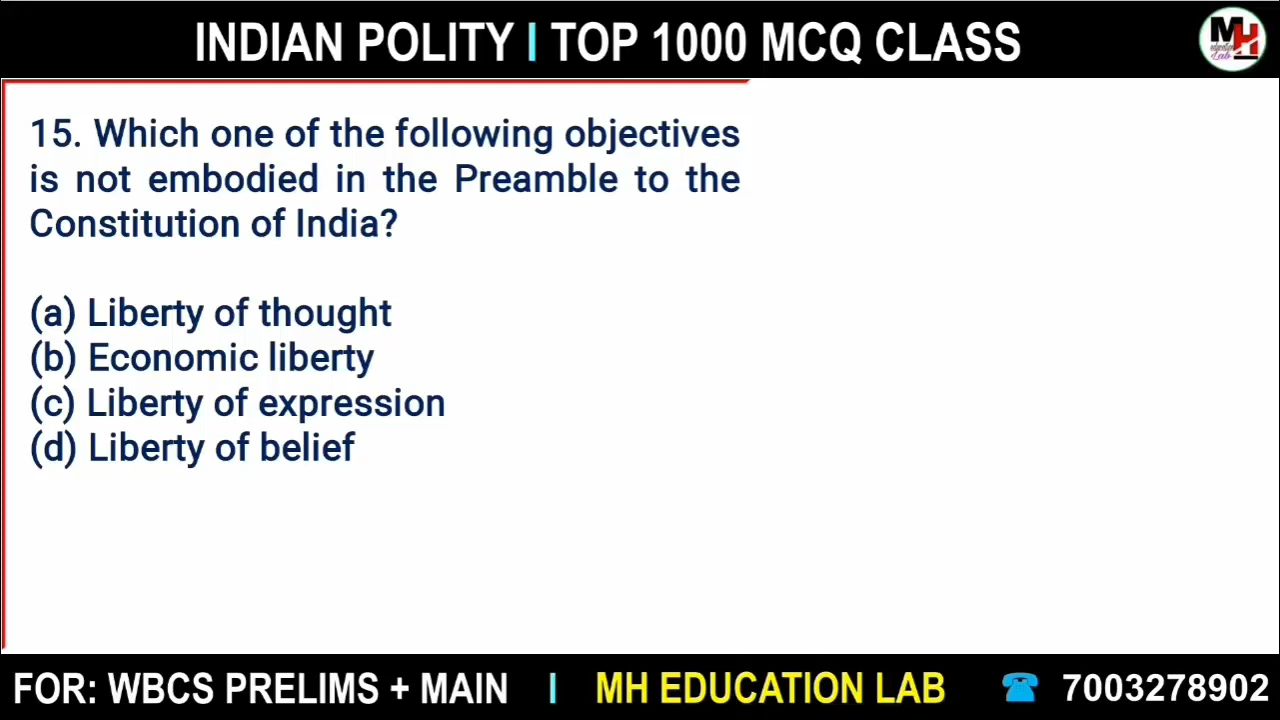 INDIAN POLITY I TOP 1000 MCQ CLASS
MH
15. Which one of the following objectives
is not embodied in the Preamble to the
Constitution of India?
(a) Liberty of thought
(b) Economic liberty
(c) Liberty of expression
(d) Liberty of belief
FOR: WBCS PRELIMS + MAIN I MH EDUCATION LAB ☎ 7003278902